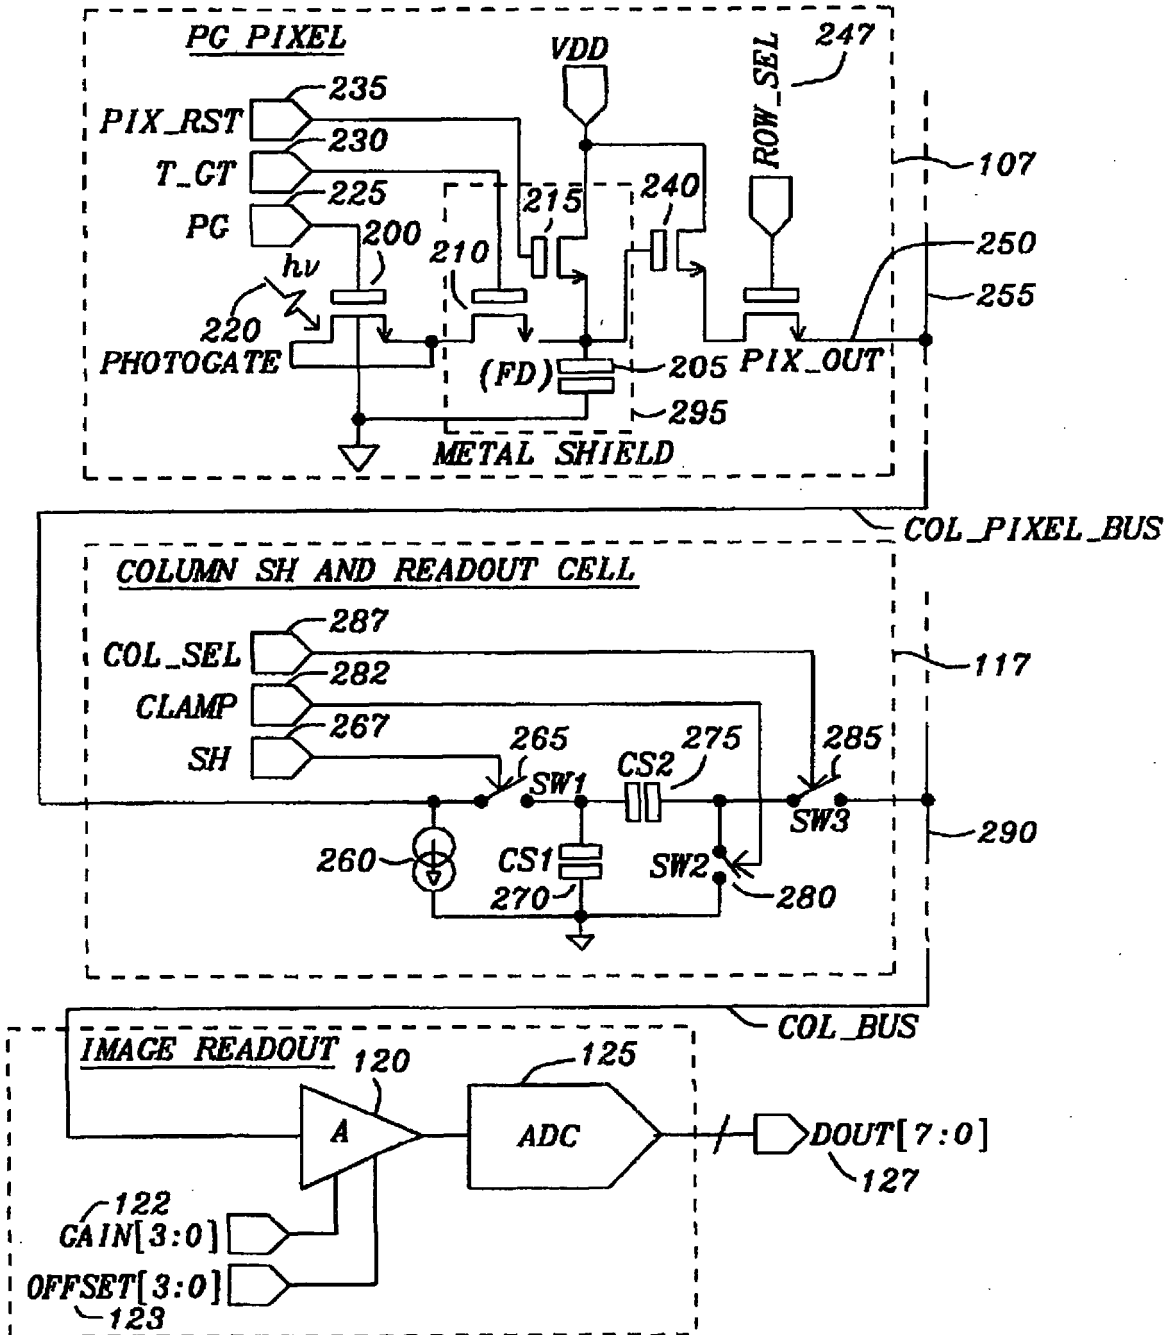 PG PIXEL
VDD
ROW_SEL
247
PIX_RST
235
T_GT
230
PG
225
107
215
240
200
210
250
hν
220
255
PHOTOGATE
(FD)
205
PIX_OUT
295
METAL SHIELD
COL_PIXEL_BUS
COLUMN SH AND READOUT CELL
COL_SEL
287
117
CLAMP
282
SH
267
265
275
285
CS2
SW1
SW3
260
CS1
270
SW2
280
290
COL_BUS
IMAGE READOUT
120
125
A
ADC
DOUT[7:0]
127
122
GAIN[3:0]
OFFSET[3:0]
123